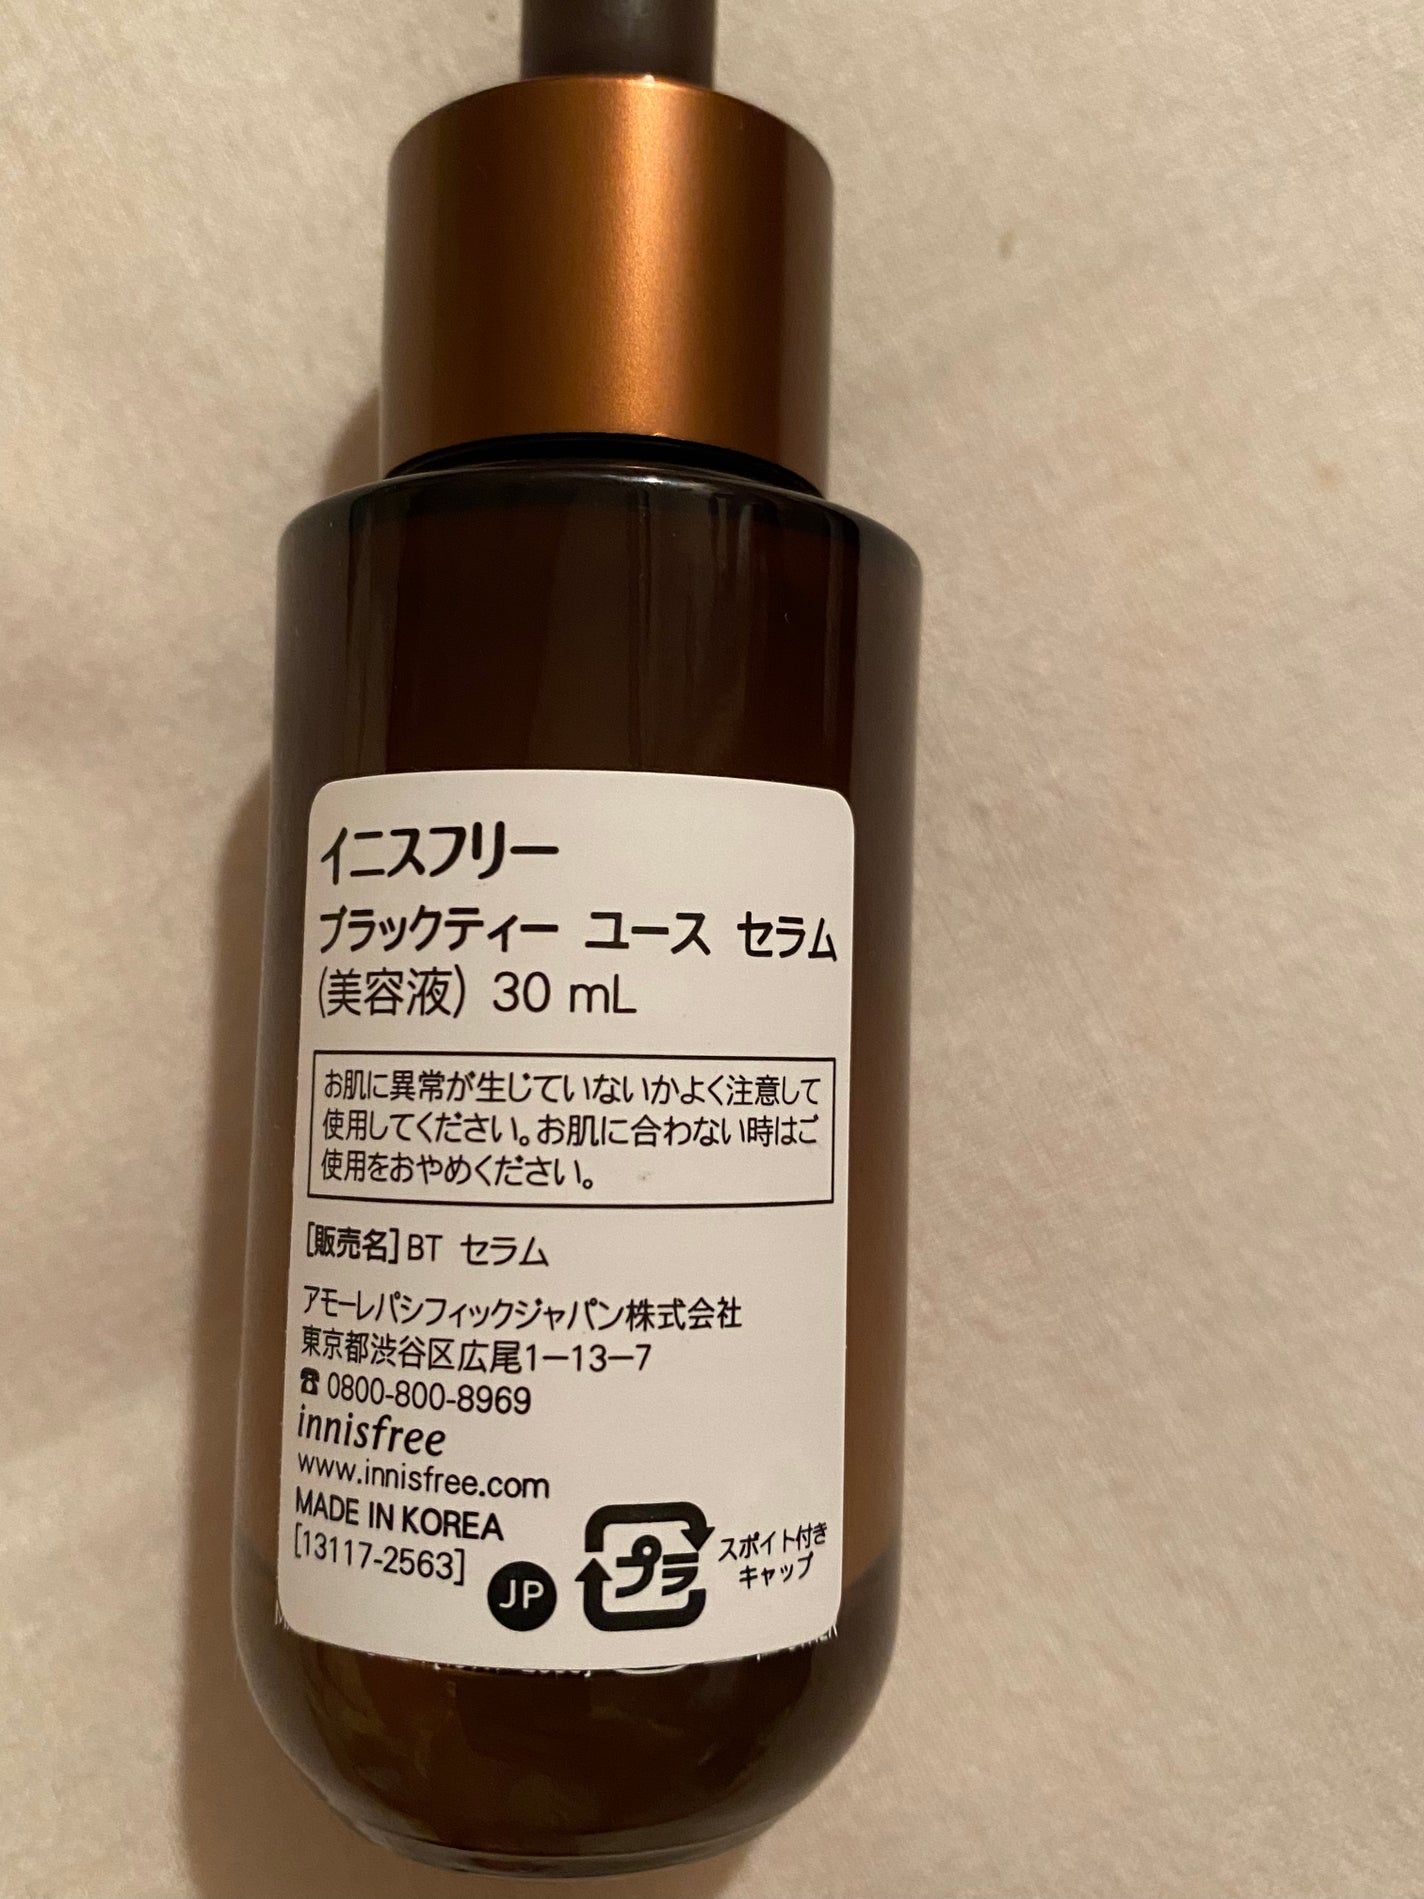 イニスフリー
ブラックティー ユース セラム
(美容液) 30 mL
お肌に異常が生じていないかよく注意して
使用してください。お肌に合わない時はご
使用をおやめください。
[販売名]BT セラム
アモーレパシフィックジャパン株式会社
東京都渋谷区広尾1ー13ー7
☎ 0800-800-8969
innisfree
www.innisfree.com
MADE IN KOREA
[13117-2563]
JP
プラ
スポイト付き
キャップ